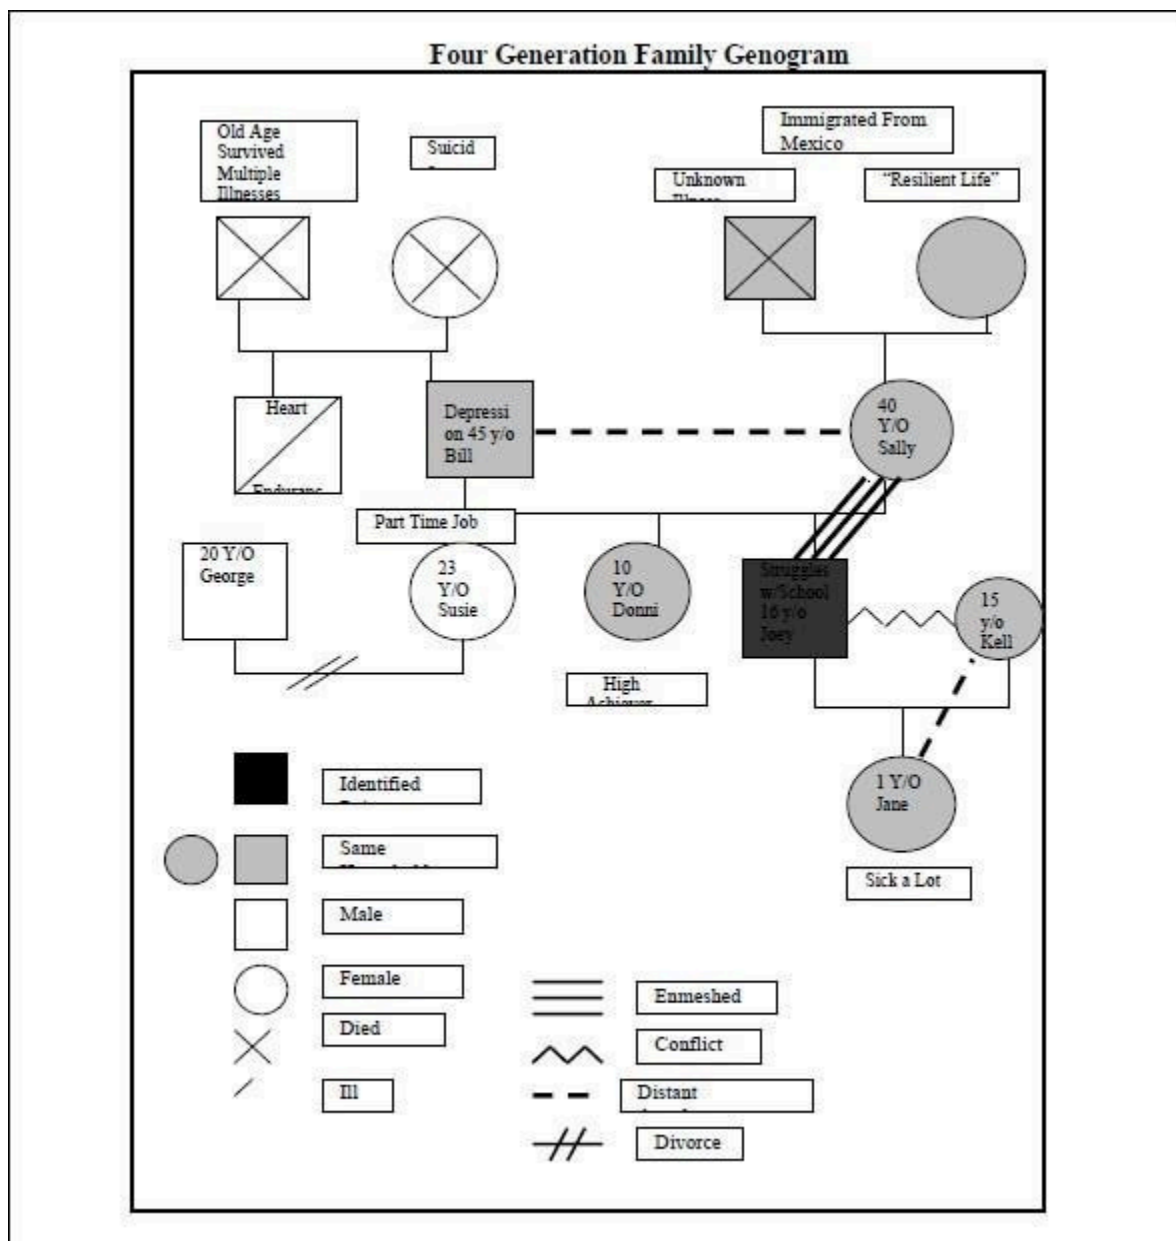 Four Generation Family Genogram
Old Age
Survived
Multiple
Illnesses
Suicid
Immigrated From
Mexico
Unknown
“Resilient Life”
Heart
Depressi
on 45 y/o
Bill
40
Y/O
Sally
Part Time Job
20 Y/O
George
23
Y/O
Susie
10
Y/O
Donni
Struggles
w/School
16 y/o
Joey
15
y/o
Kell
High
1 Y/O
Jane
Sick a Lot
Identified
Same
Male
Female
Died
Ill
Enmeshed
Conflict
Distant
Divorce